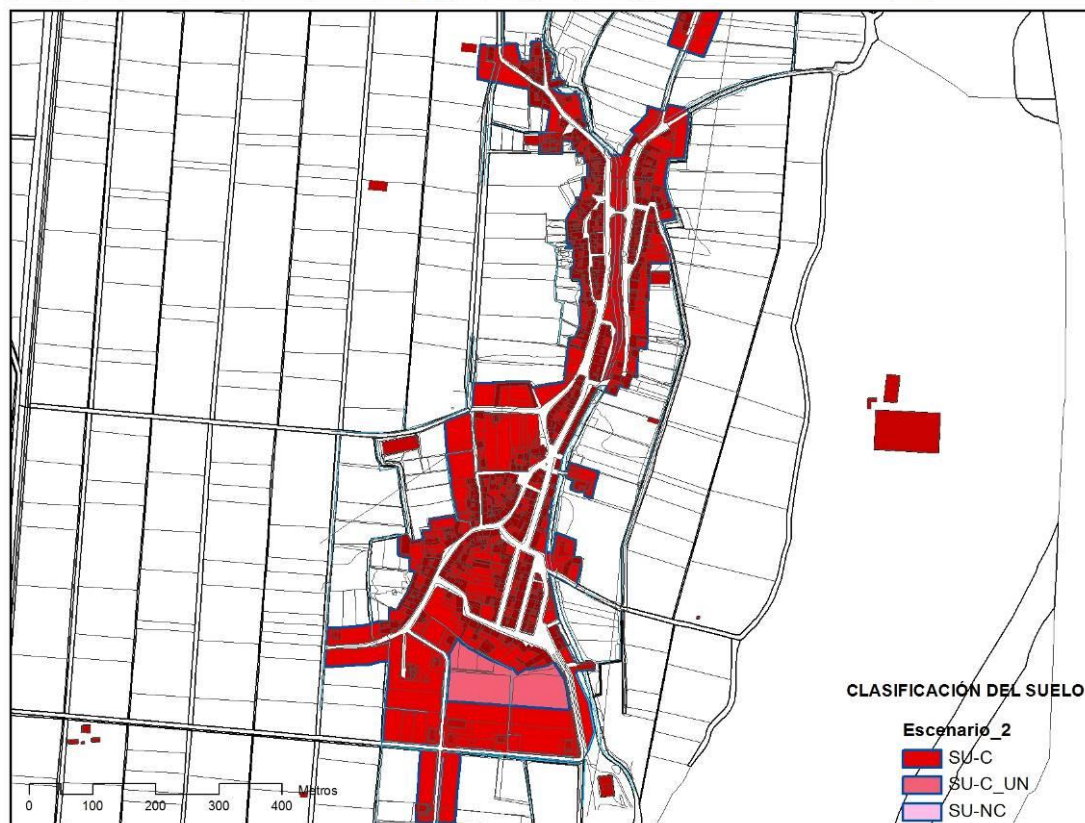 CLASIFICACIÓN DEL SUELO
Escenario_2
SU-C
SU-C_UN
SU-NC
Metros
0 100 200 300 400